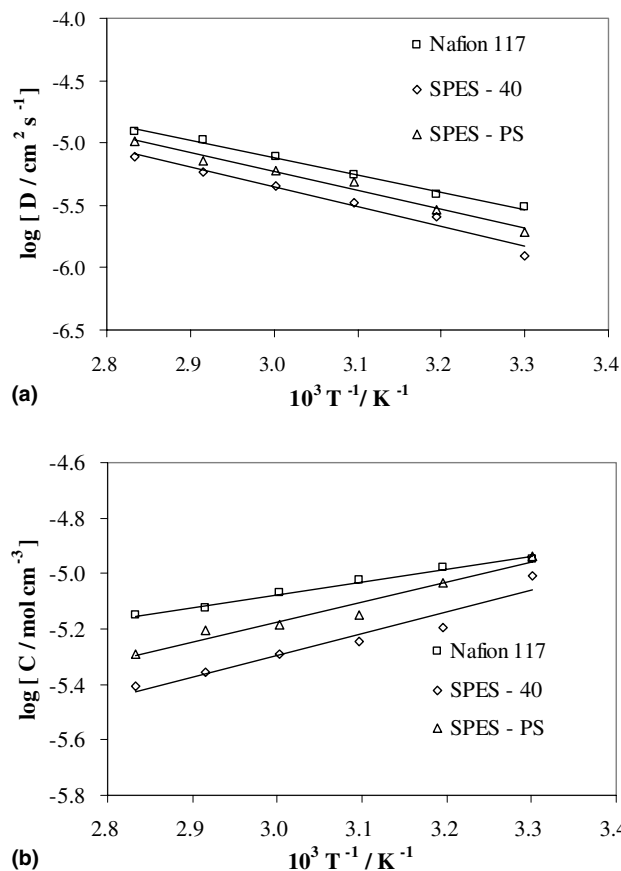 -4.0
-4.5
-5.0
-5.5
-6.0
-6.5
log [ D / cm² s⁻¹ ]
Nafion 117
SPES - 40
SPES - PS
2.8 2.9 3.0 3.1 3.2 3.3 3.4
10³ T⁻¹/ K⁻¹
(a)
-4.6
-4.8
-5.0
-5.2
-5.4
-5.6
-5.8
log [ C / mol cm⁻³ ]
Nafion 117
SPES - 40
SPES - PS
2.8 2.9 3.0 3.1 3.2 3.3 3.4
10³ T⁻¹/ K⁻¹
(b)